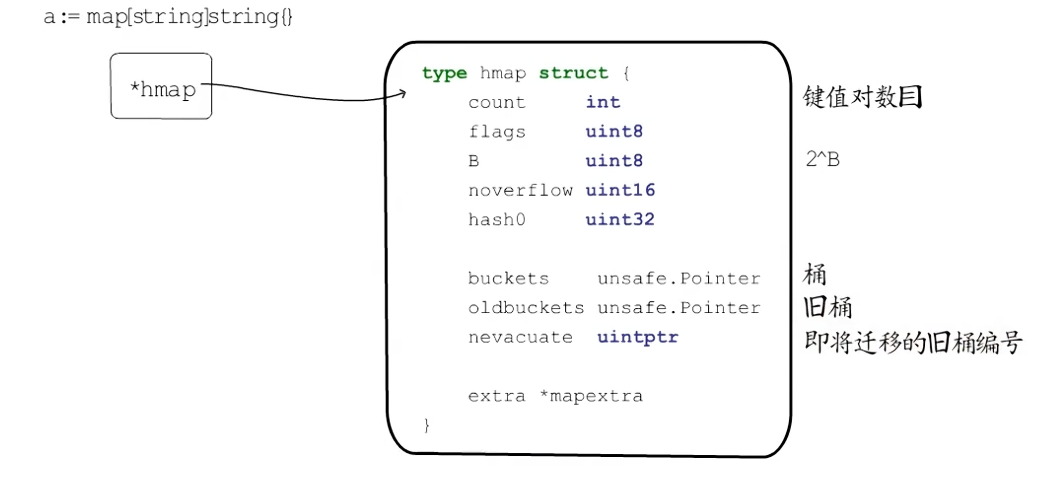 a := map[string]string{}
*hmap
type hmap struct {
count int 键值对数目
flags uint8
B uint8 2^B
noverflow uint16
hash0 uint32
buckets unsafe.Pointer 桶
oldbuckets unsafe.Pointer 旧桶
nevacuate uintptr 即将迁移的旧桶编号
extra *mapextra
}